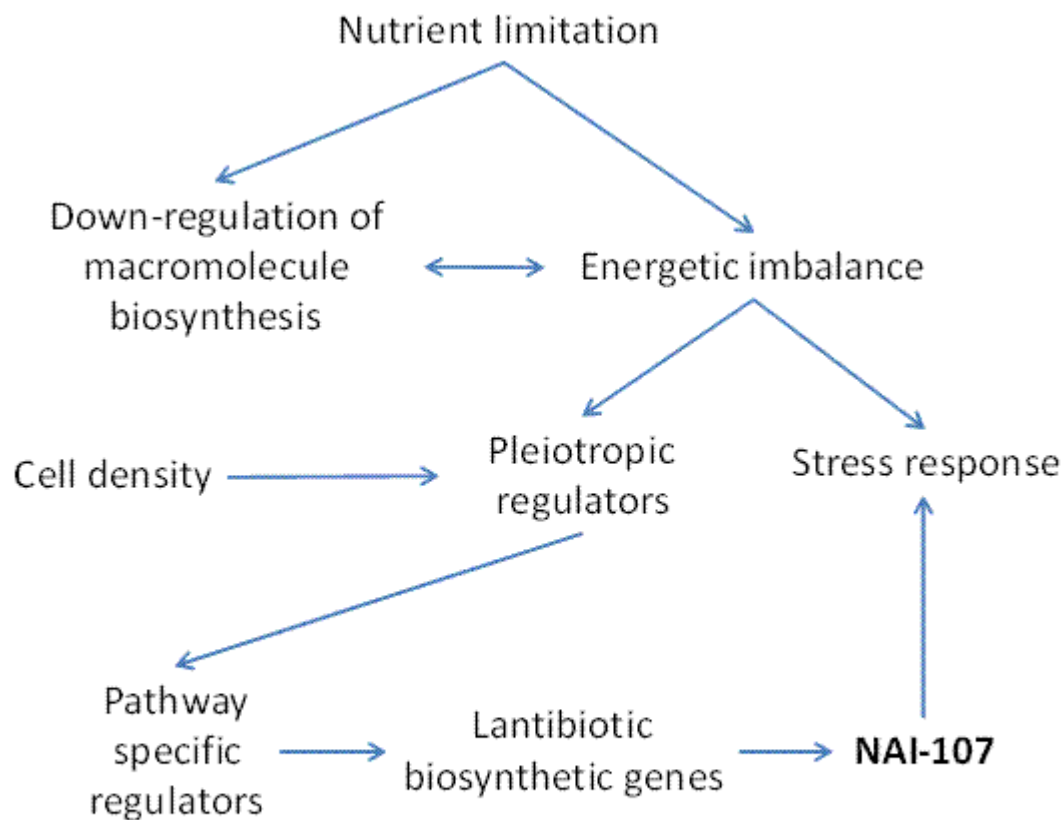 Nutrient limitation
Down-regulation of
macromolecule
biosynthesis
Energetic imbalance
Cell density
Pleiotropic
regulators
Stress response
Pathway
specific
regulators
Lantibiotic
biosynthetic genes
NAI-107